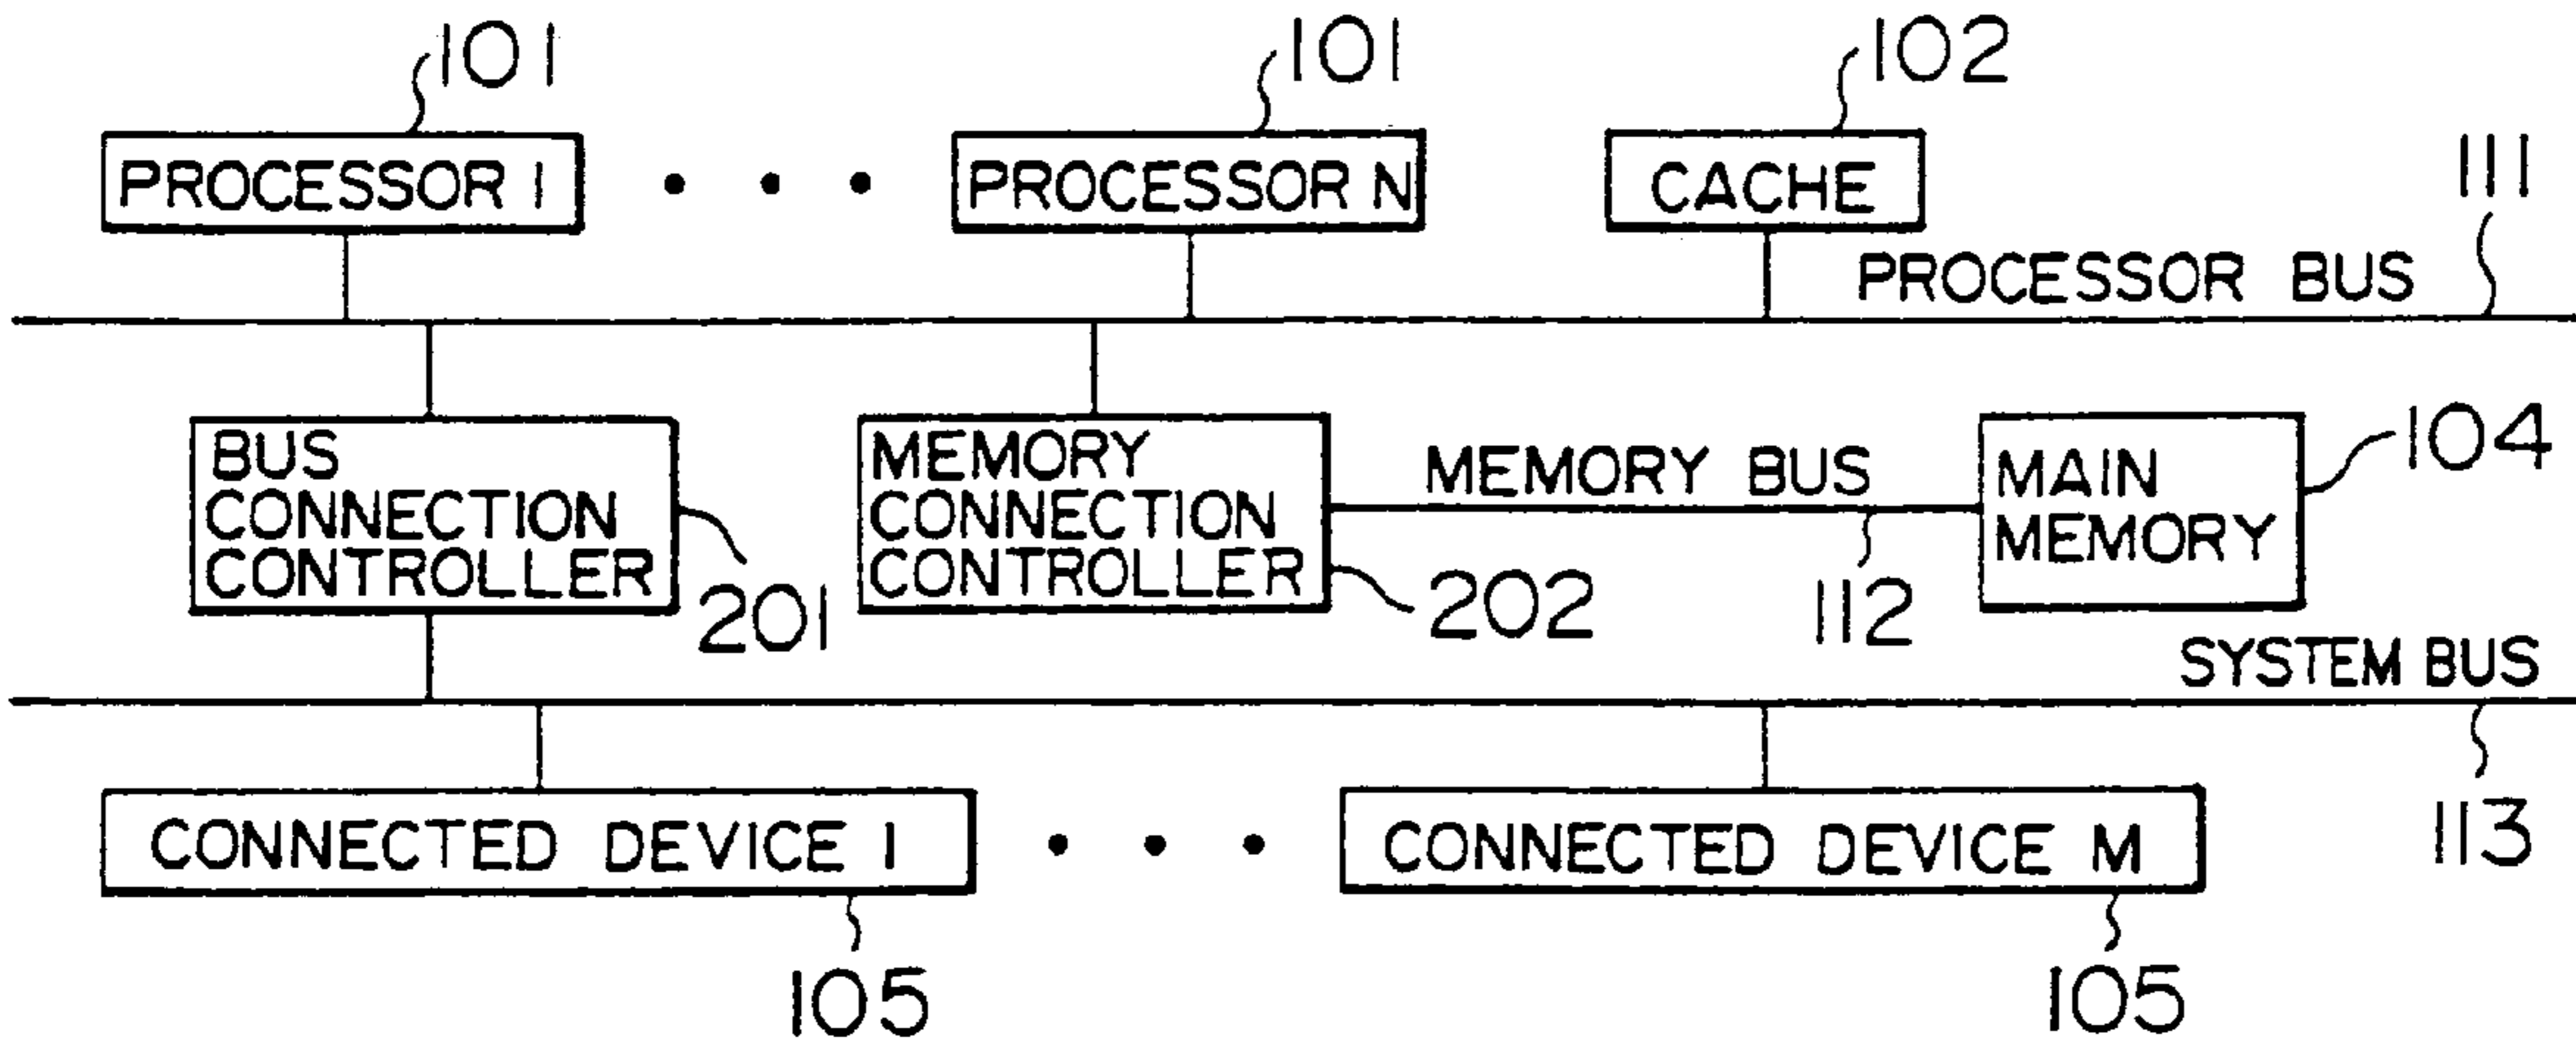 101
101
102
PROCESSOR 1
PROCESSOR N
CACHE
111
PROCESSOR BUS
BUS
CONNECTION
CONTROLLER
201
MEMORY
CONNECTION
CONTROLLER
202
MEMORY BUS
112
MAIN
MEMORY
104
SYSTEM BUS
113
CONNECTED DEVICE 1
CONNECTED DEVICE M
105
105